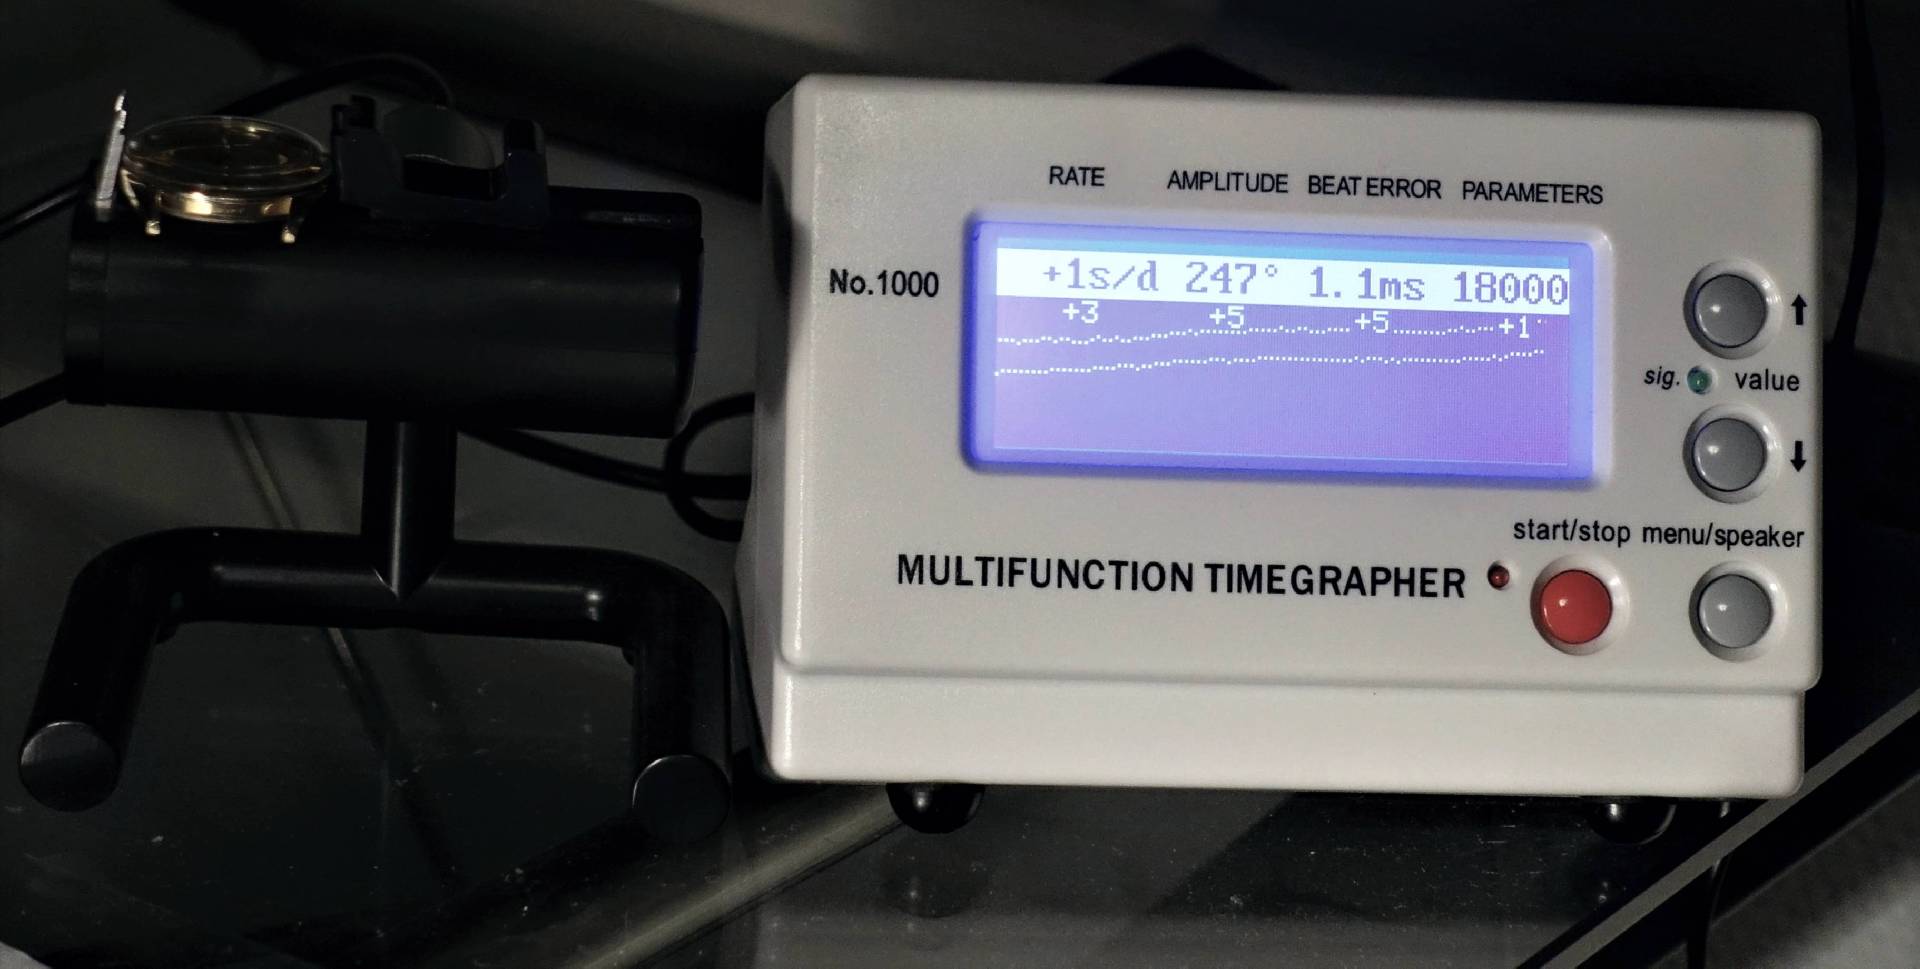 RATE AMPLITUDE BEAT ERROR PARAMETERS
No.1000
+1s/d 247° 1.1ms 18000
+3 +5 +5 +1
↑
sig. value
↓
start/stop menu/speaker
MULTIFUNCTION TIMEGRAPHER